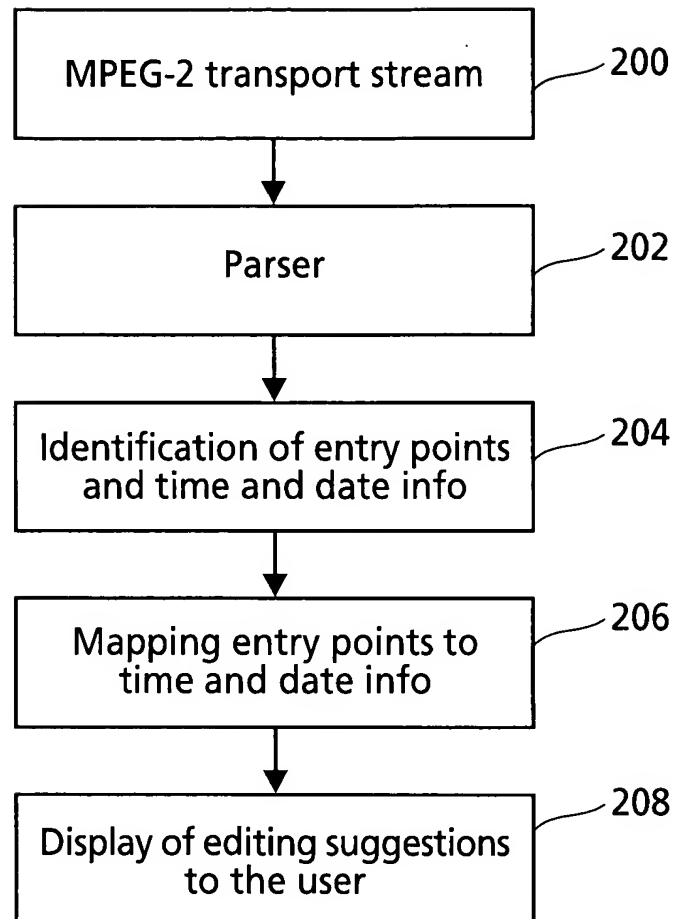 MPEG-2 transport stream
200
Parser
202
Identification of entry points
and time and date info
204
Mapping entry points to
time and date info
206
Display of editing suggestions
to the user
208